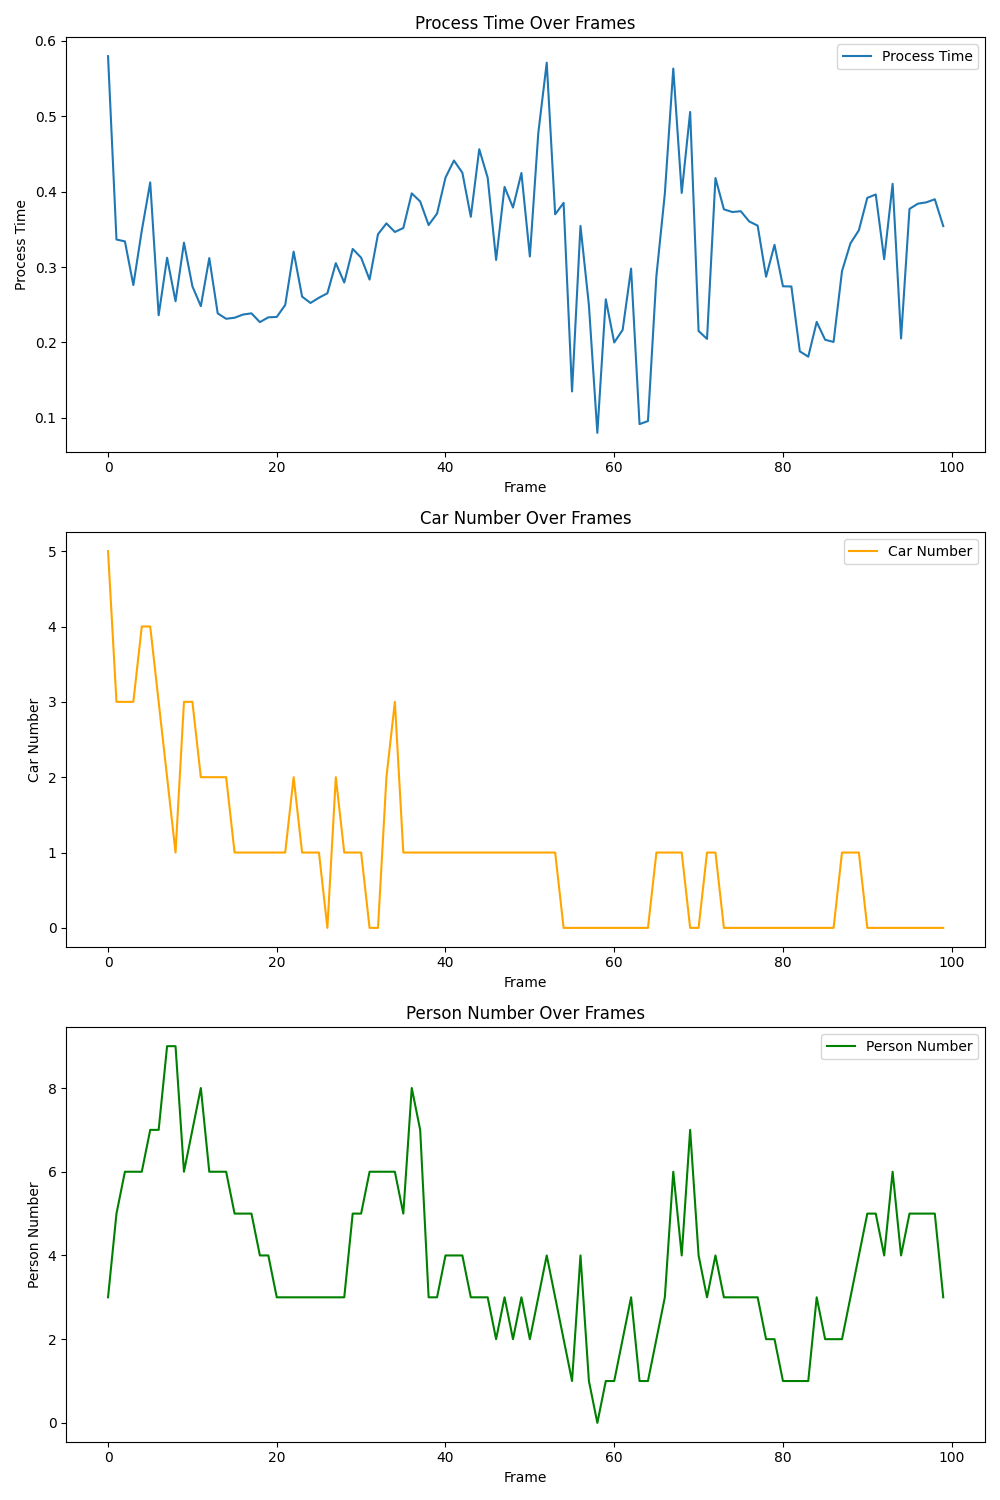 Process Time Over Frames
Process Time
0.6
0.5
0.4
0.3
0.2
0.1
Process Time
0 20 40 60 80 100
Frame
Car Number Over Frames
Car Number
5
4
3
2
1
0
Car Number
0 20 40 60 80 100
Frame
Person Number Over Frames
Person Number
8
6
4
2
0
Person Number
0 20 40 60 80 100
Frame